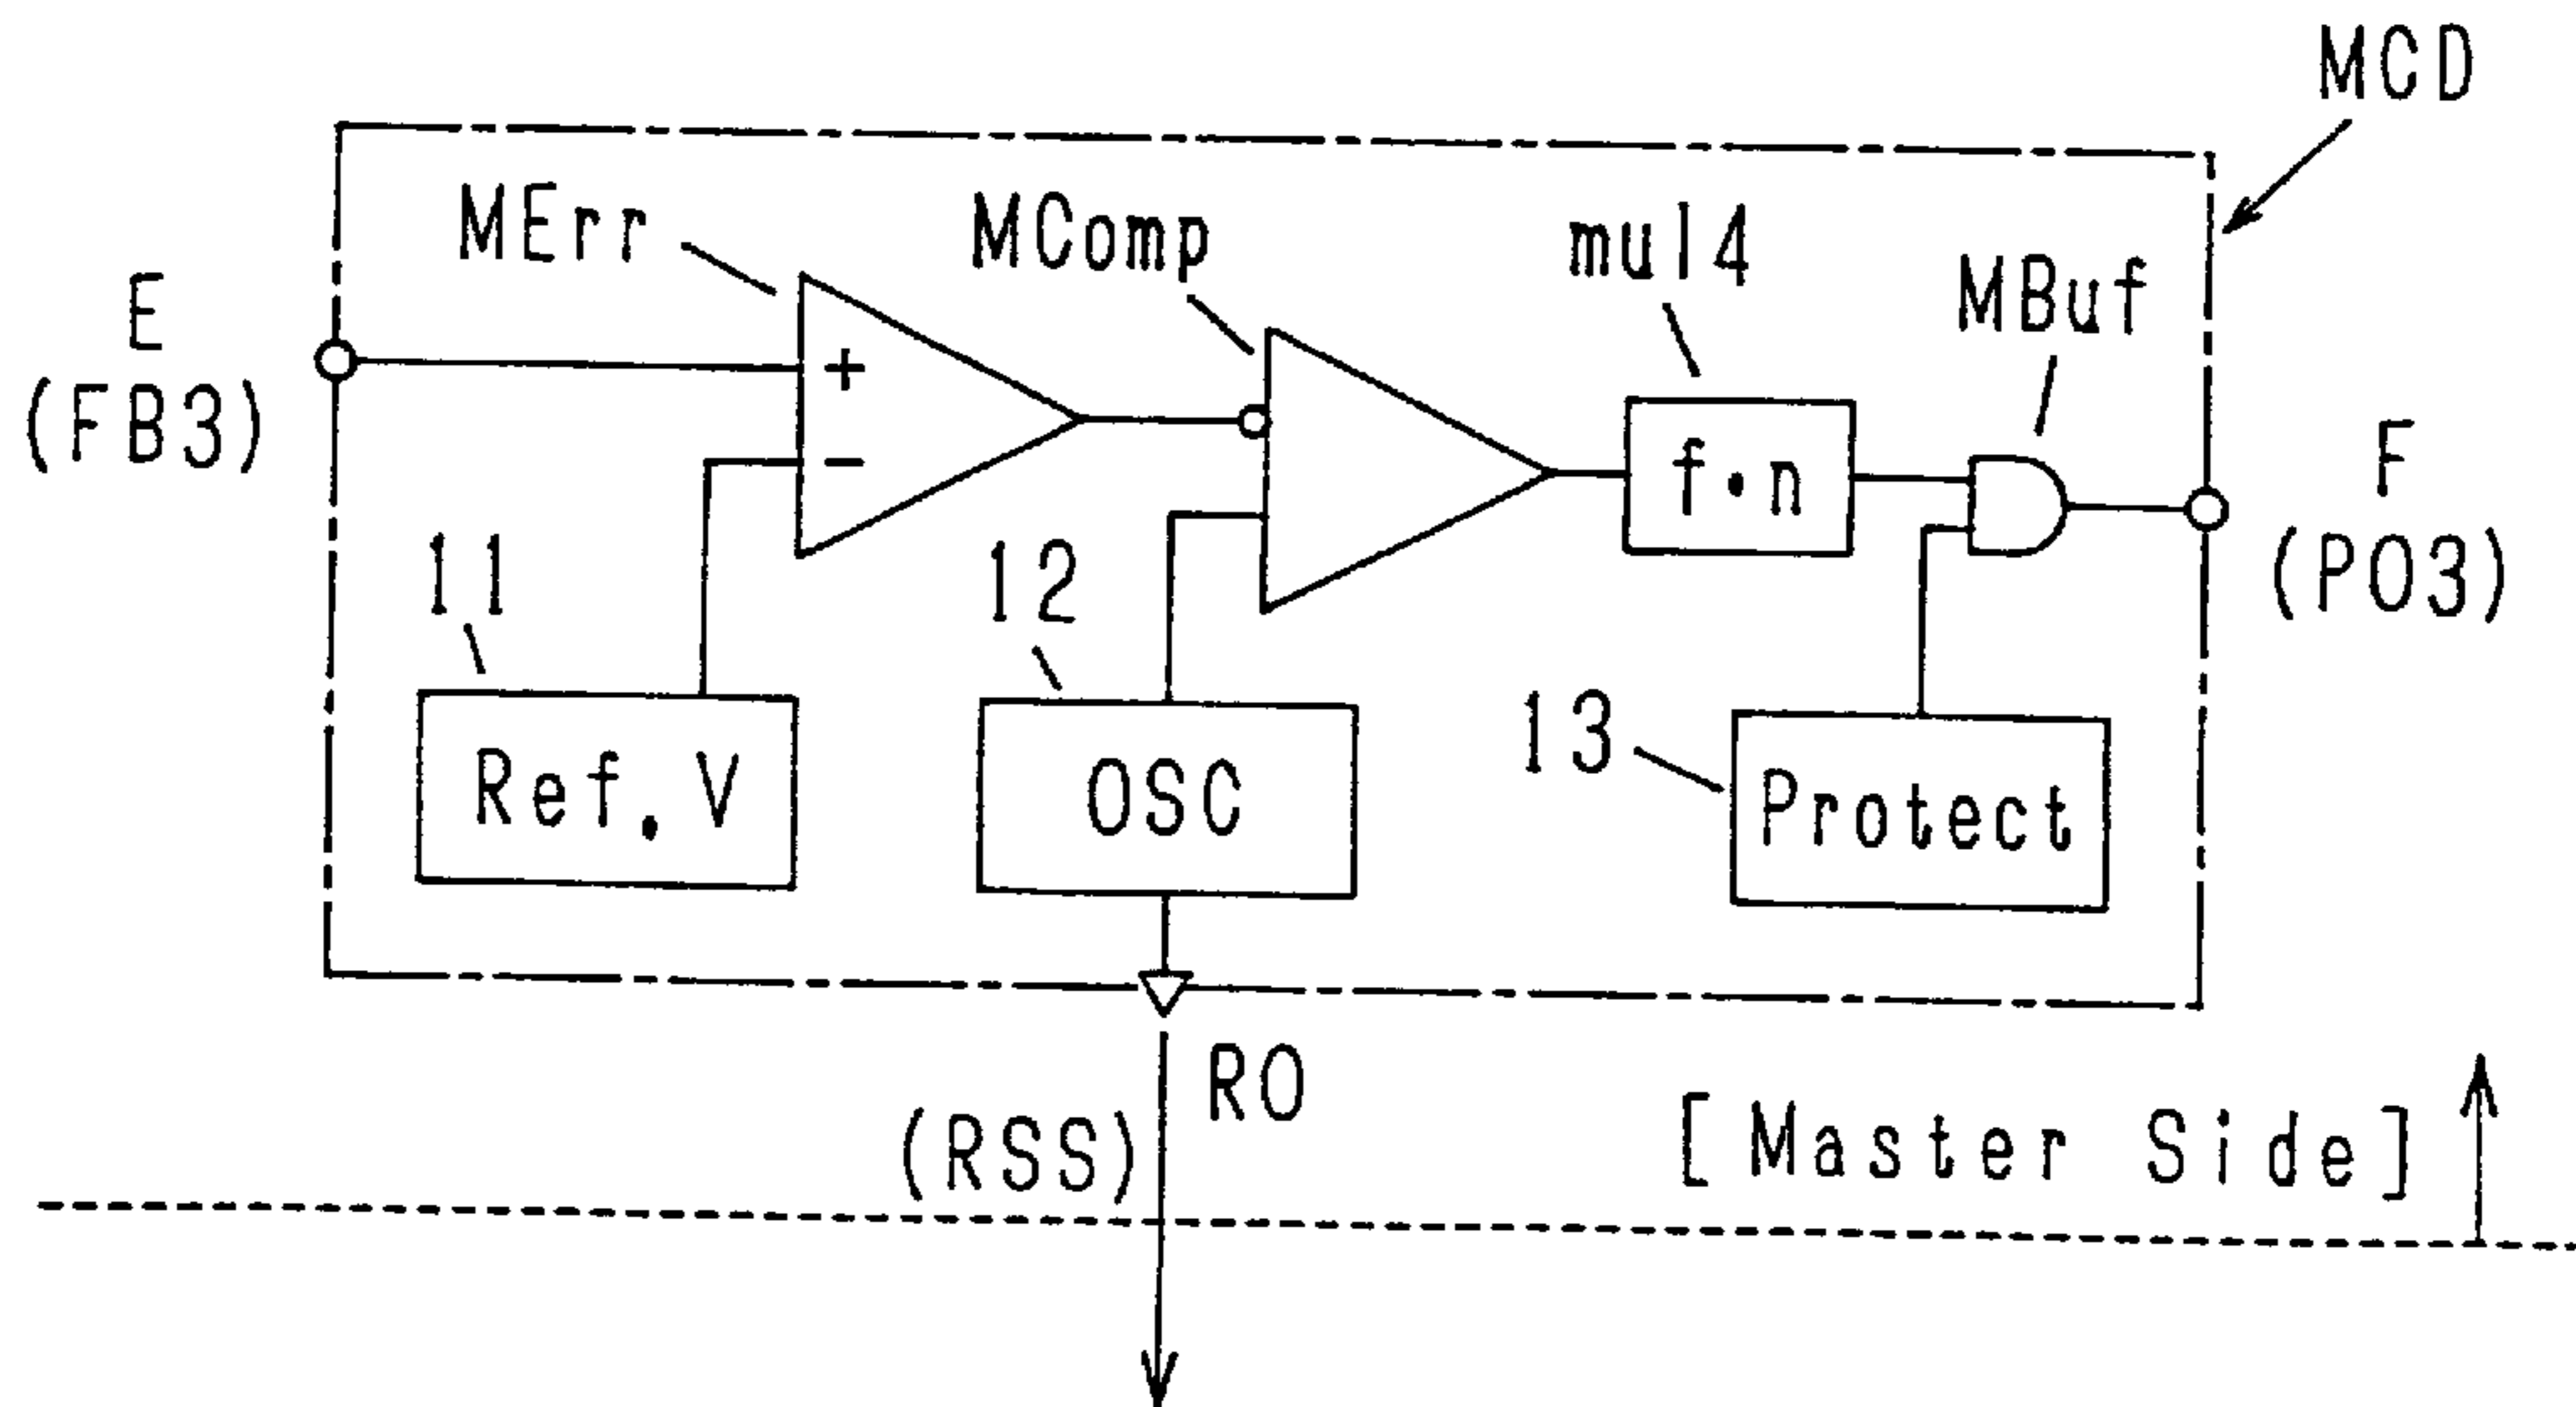 MCD
MErr
MComp
mul4
MBuf
E
(FB3)
+
−
f•n
F
(PO3)
11
12
13
Ref.V
OSC
Protect
RO
(RSS)
[Master Side]